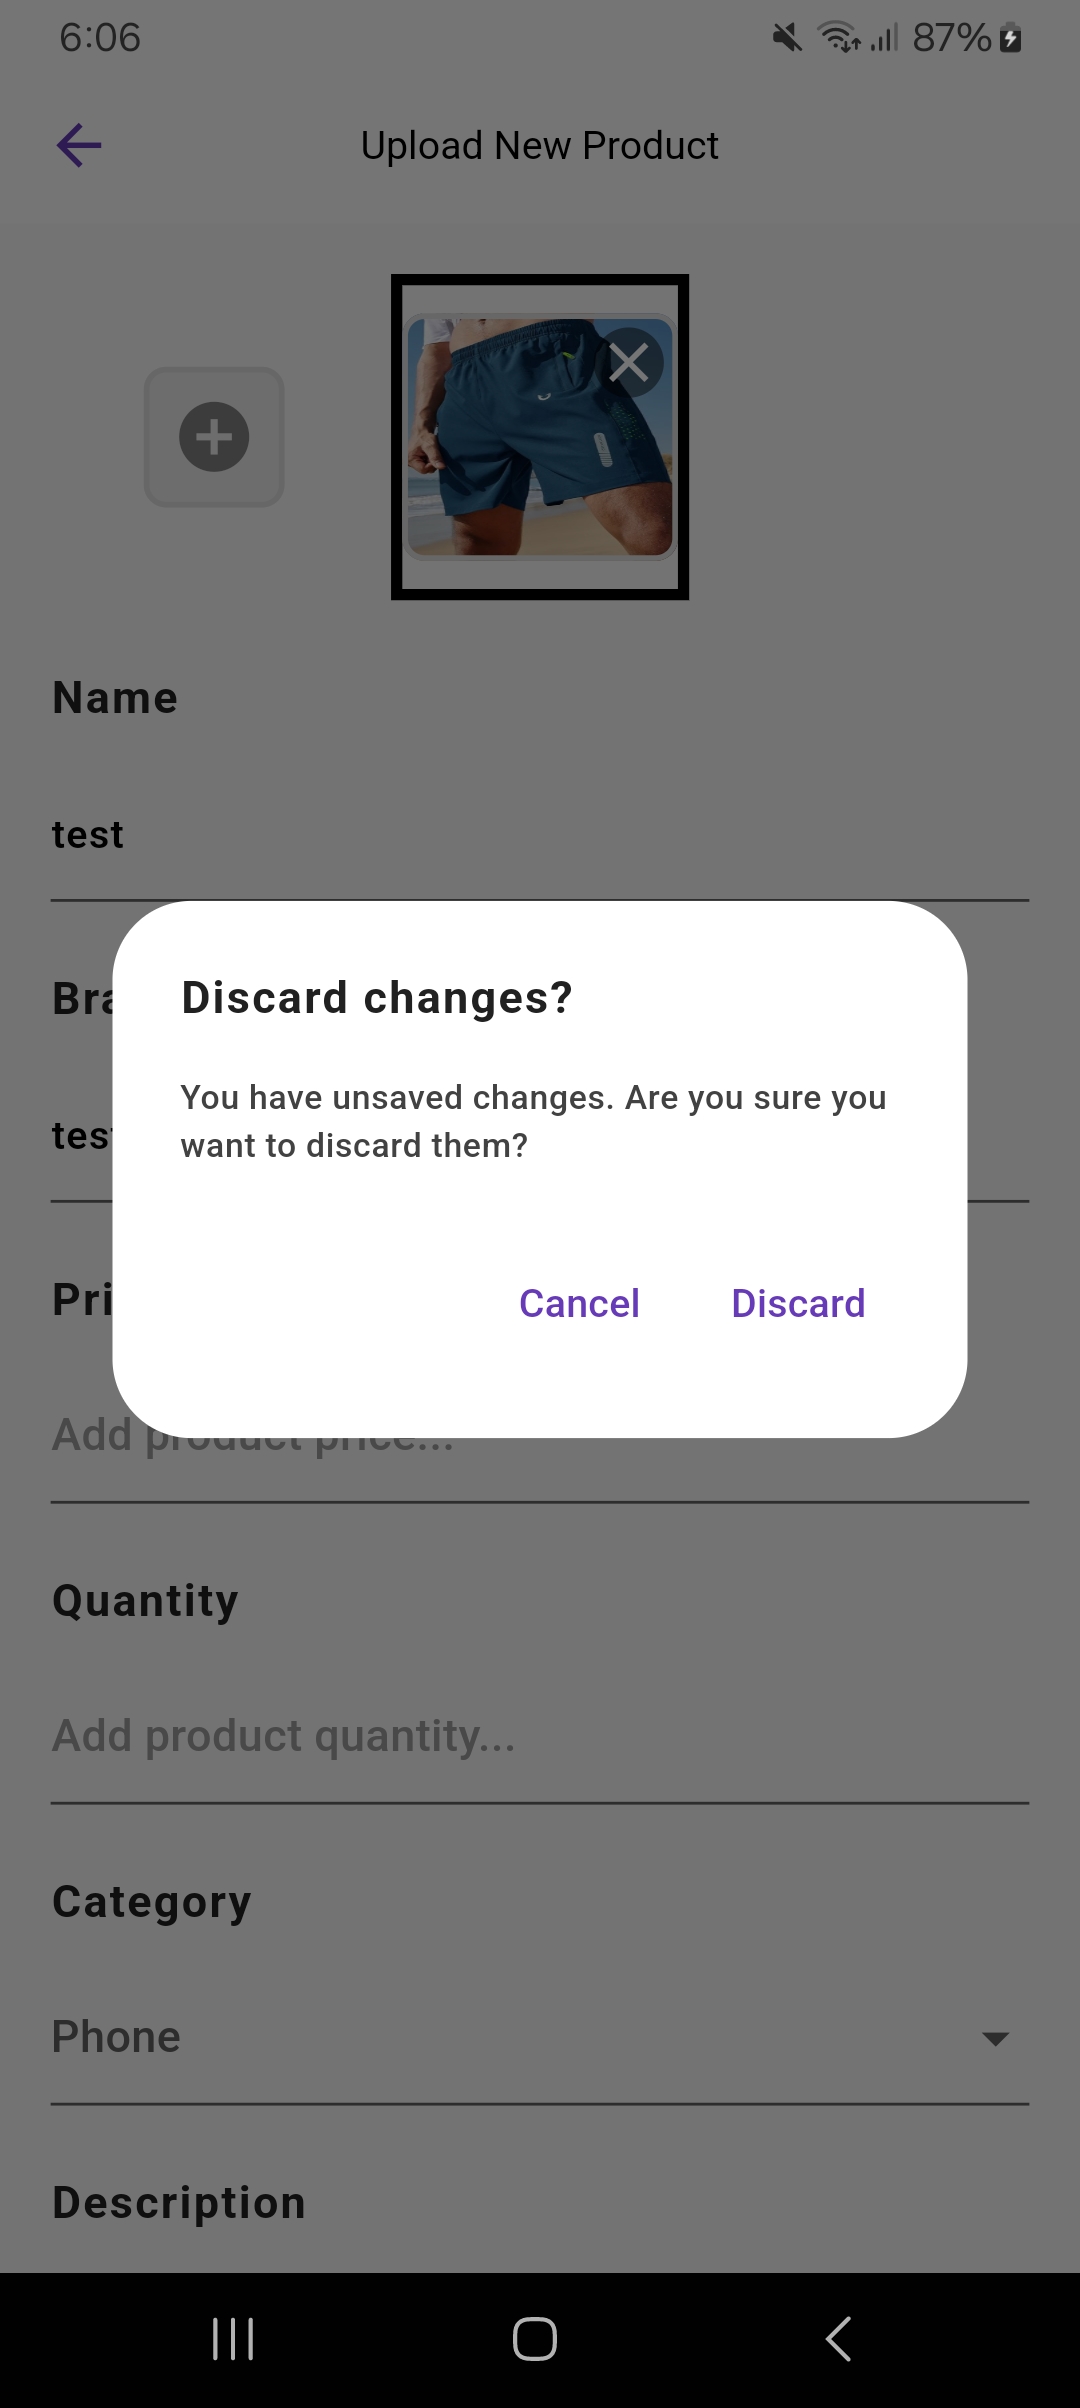 6:06
87%
Upload New Product
Name
test
Bra
tes
Discard changes?
You have unsaved changes. Are you sure you
want to discard them?
Cancel
Discard
Pri
Add product price...
Quantity
Add product quantity...
Category
Phone
Description